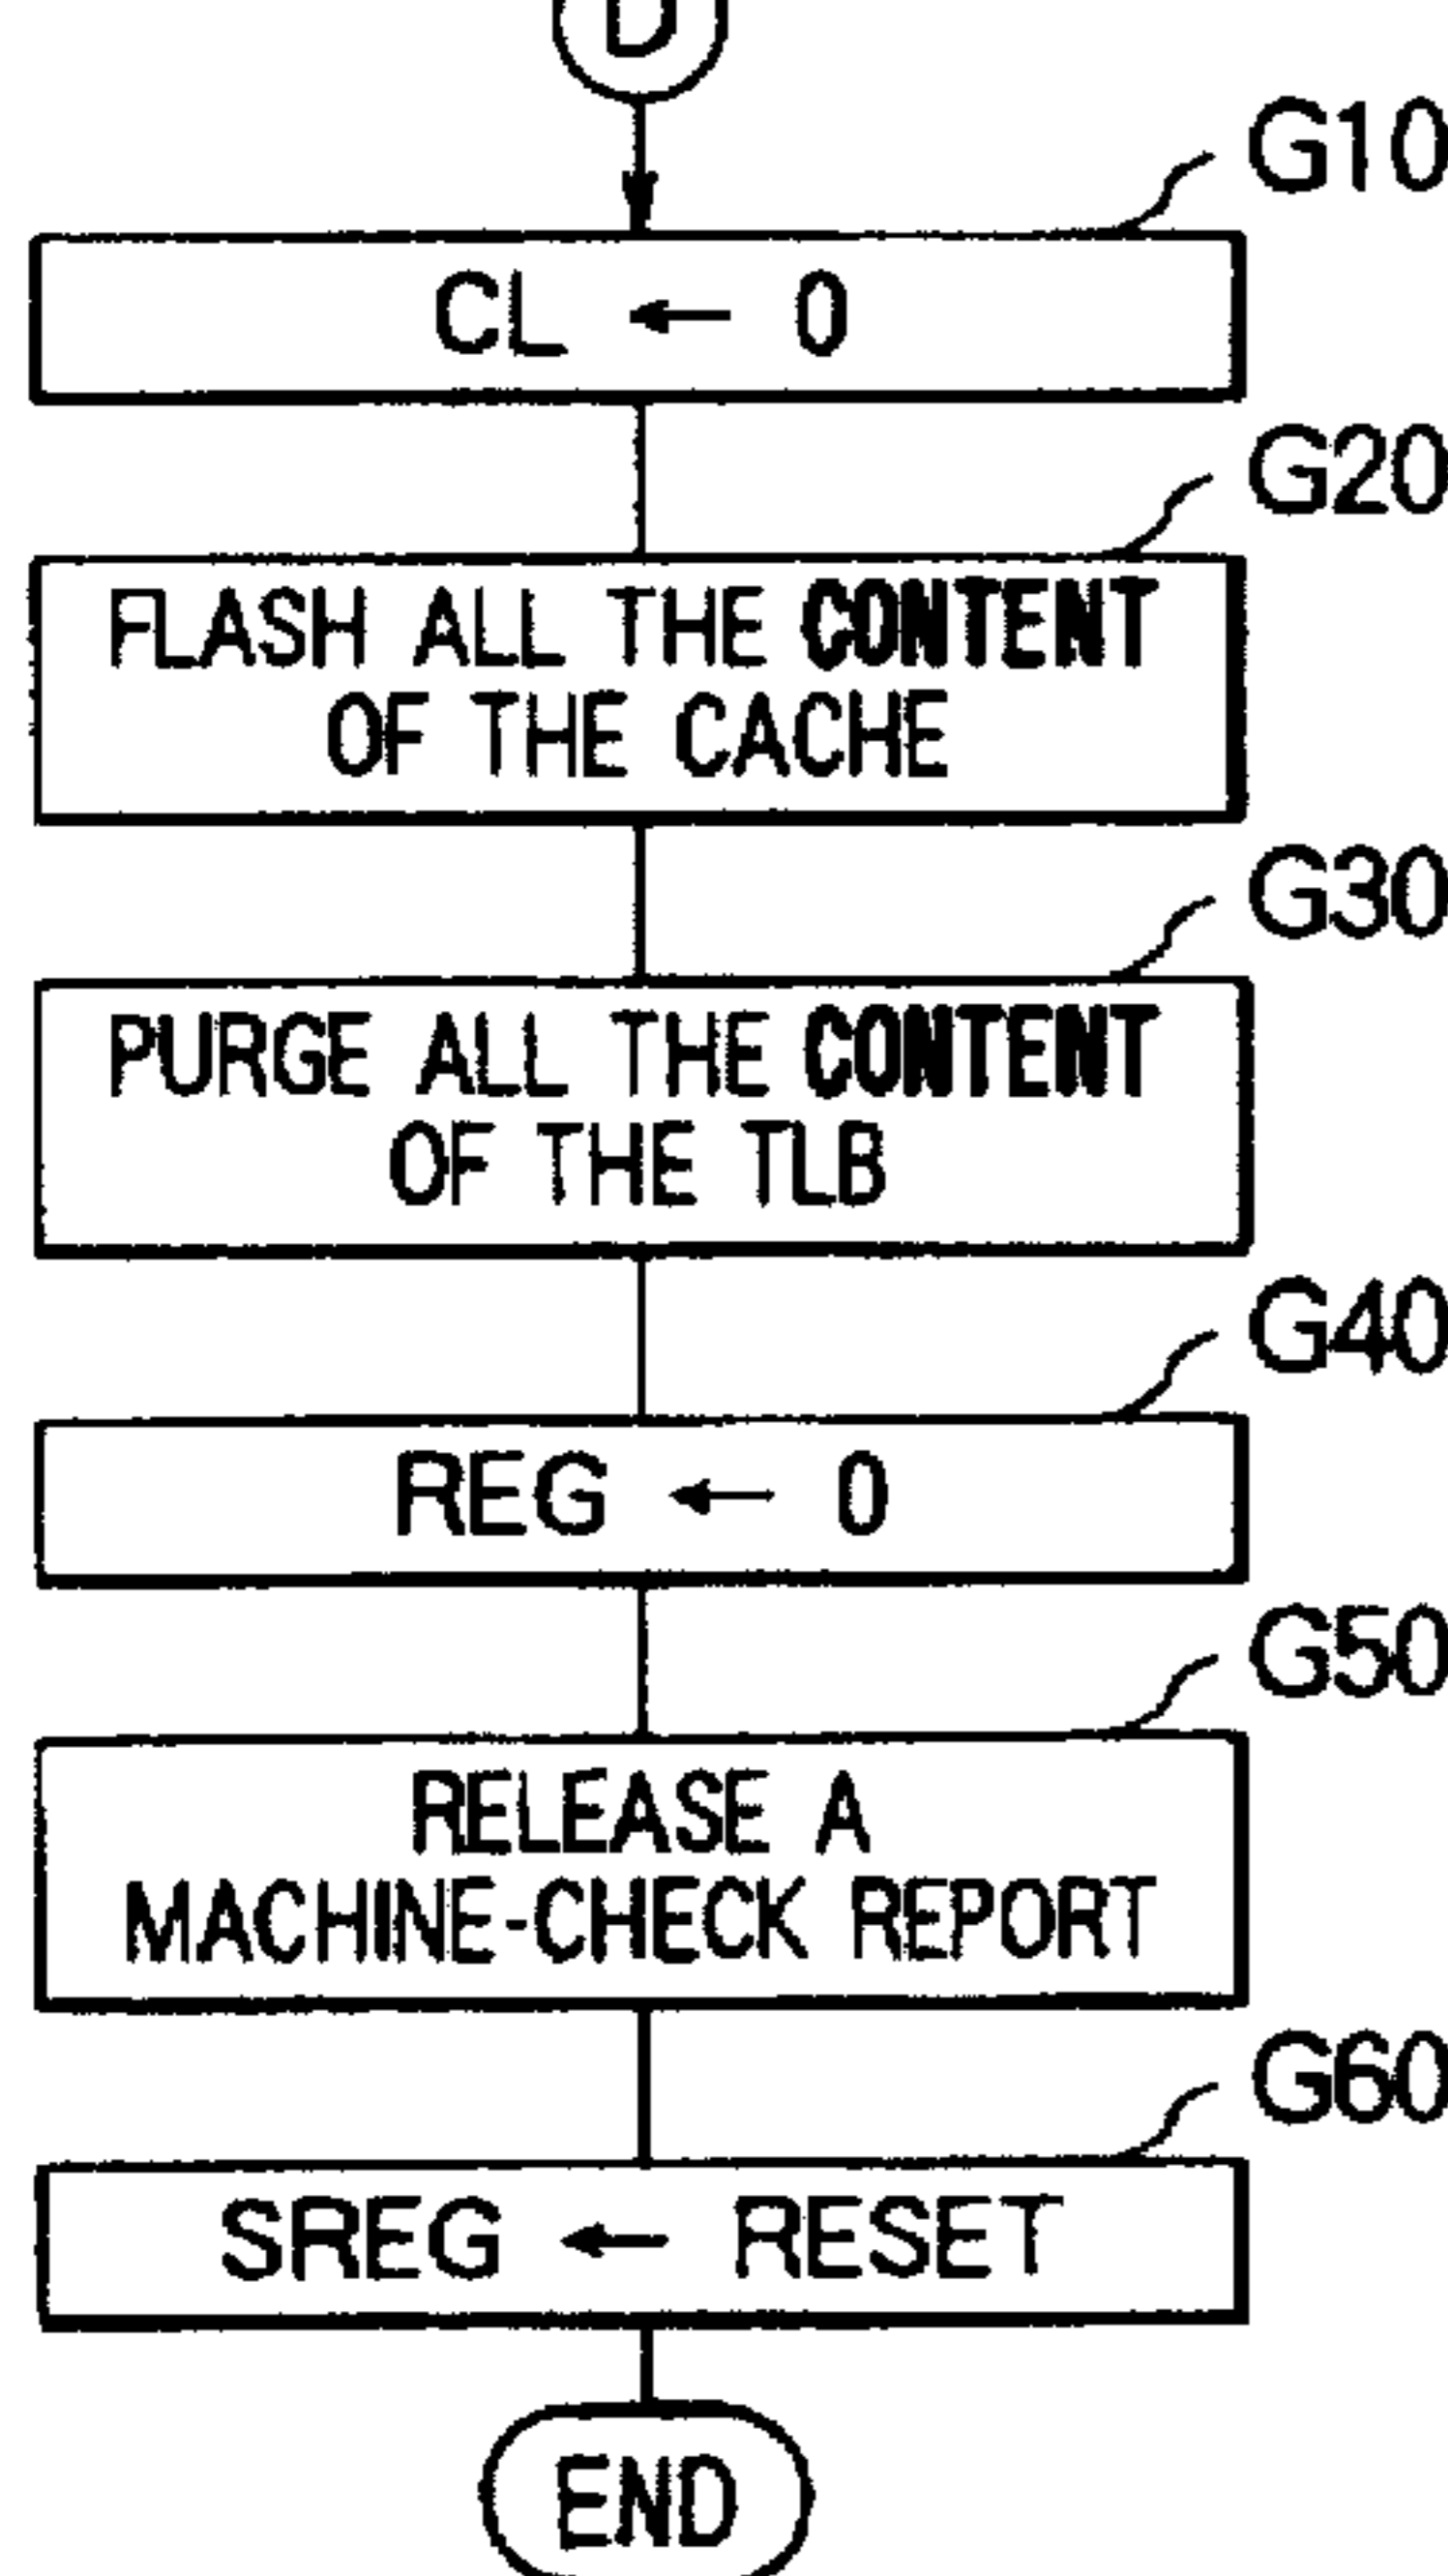 D
G10
CL ← 0
G20
FLASH ALL THE CONTENT
OF THE CACHE
G30
PURGE ALL THE CONTENT
OF THE TLB
G40
REG ← 0
G50
RELEASE A
MACHINE-CHECK REPORT
G60
SREG ← RESET
END